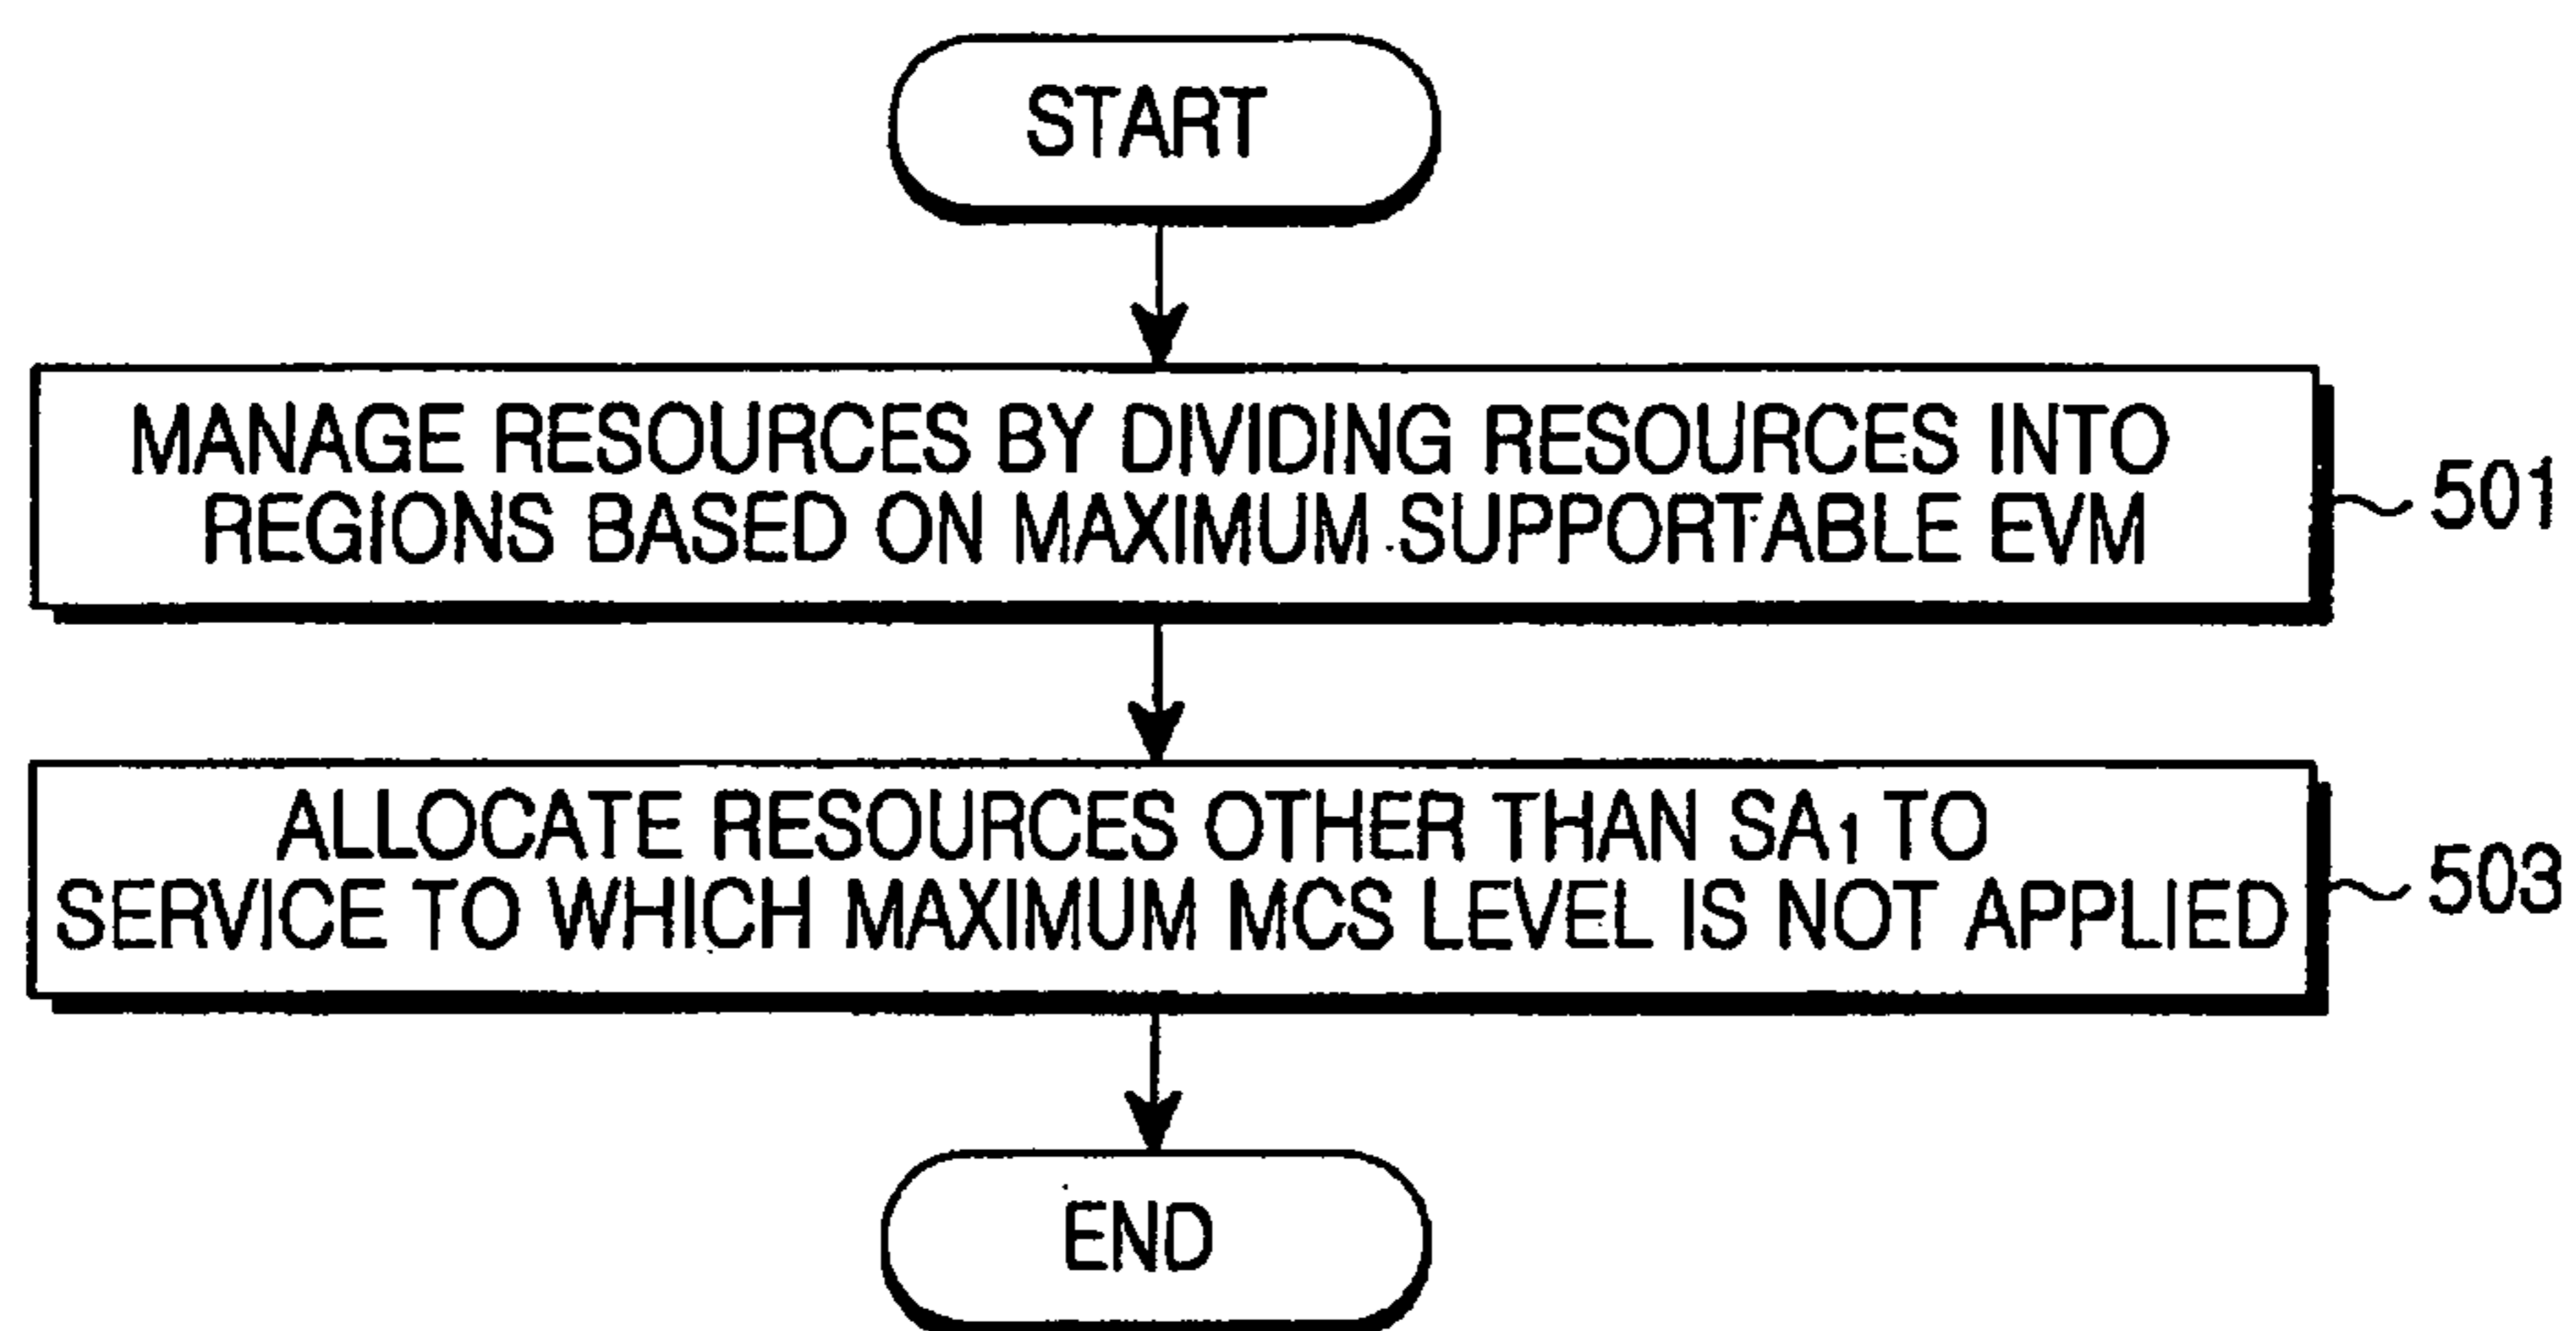 START
MANAGE RESOURCES BY DIVIDING RESOURCES INTO
REGIONS BASED ON MAXIMUM SUPPORTABLE EVM
501
ALLOCATE RESOURCES OTHER THAN SA₁ TO
SERVICE TO WHICH MAXIMUM MCS LEVEL IS NOT APPLIED
503
END